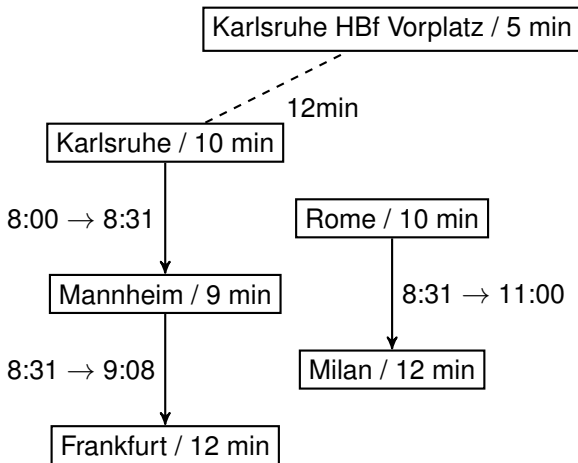 Karlsruhe HBf Vorplatz / 5 min
12min
Karlsruhe / 10 min
8:00 → 8:31
Rome / 10 min
Mannheim / 9 min
8:31 → 11:00
8:31 → 9:08
Milan / 12 min
Frankfurt / 12 min